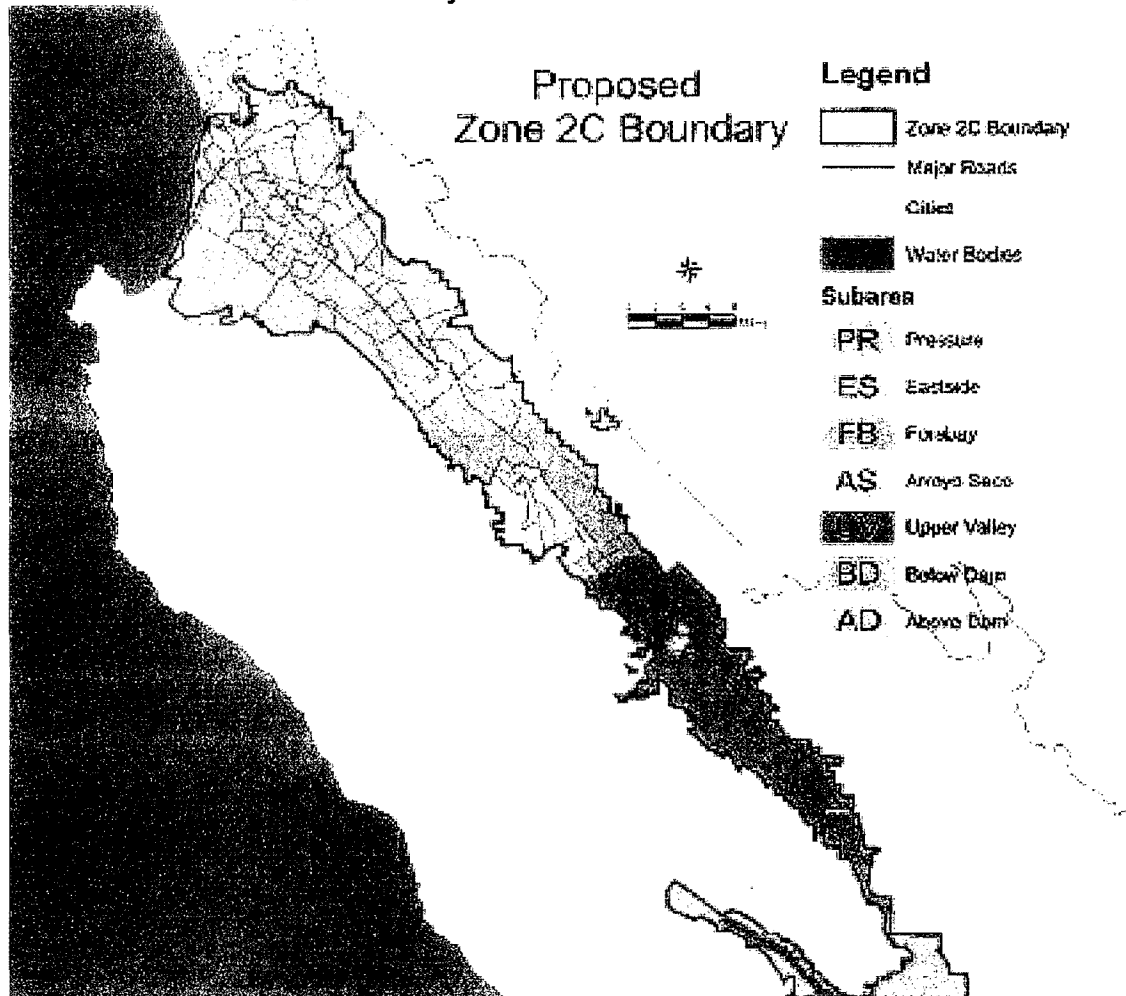 Proposed
Zone 2C Boundary
Legend
Zone 2C Boundary
Major Roads
Cities
Water Bodies
Subarea
PR Pressure
ES Eastside
FB Forebay
AS Arroyo Seco
Upper Valley
BD Below Dam
AD Above Dam